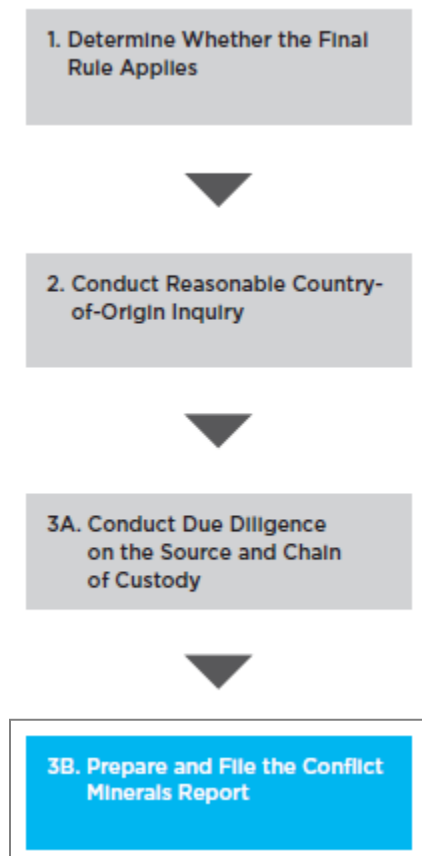 1. Determine Whether the Final
Rule Applies
2. Conduct Reasonable Country-
of-Origin Inquiry
3A. Conduct Due Diligence
on the Source and Chain
of Custody
3B. Prepare and File the Conflict
Minerals Report